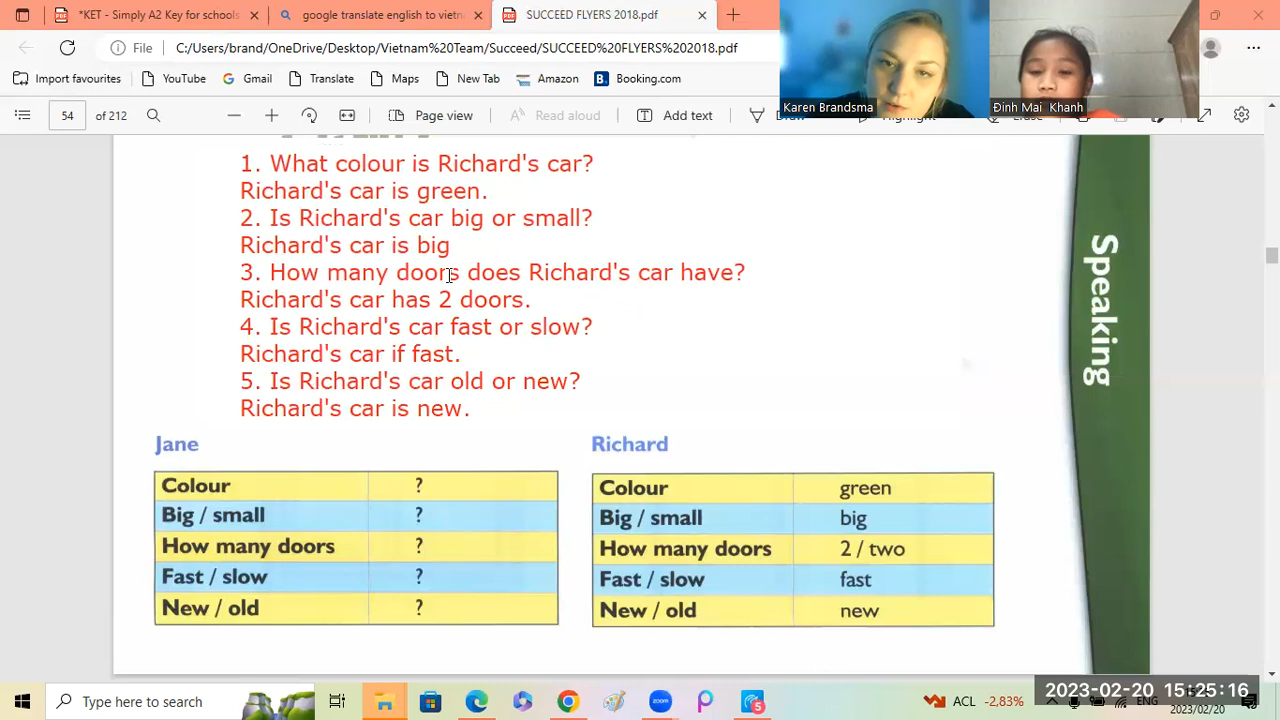 *KET - Simply A2 Key for schools
google translate english to vietn
SUCCEED FLYERS 2018.pdf
File
C:/Users/brand/OneDrive/Desktop/Vietnam%20Team/Succeed/SUCCEED%20FLYERS%202018.pdf
Import favourites
YouTube
Gmail
Translate
Maps
New Tab
Amazon
Booking.com
Karen Brandsma
Đinh Mai Khanh
54 of 212
Page view
Read aloud
Add text
1. What colour is Richard's car?
Richard's car is green.
2. Is Richard's car big or small?
Richard's car is big
3. How many doors does Richard's car have?
Richard's car has 2 doors.
4. Is Richard's car fast or slow?
Richard's car if fast.
5. Is Richard's car old or new?
Richard's car is new.
Speaking
Jane
Colour ?
Big / small ?
How many doors ?
Fast / slow ?
New / old ?
Richard
Colour green
Big / small big
How many doors 2 / two
Fast / slow fast
New / old new
Type here to search
ACL -2,83%
2023-02-20 15:25:16
2023/02/20